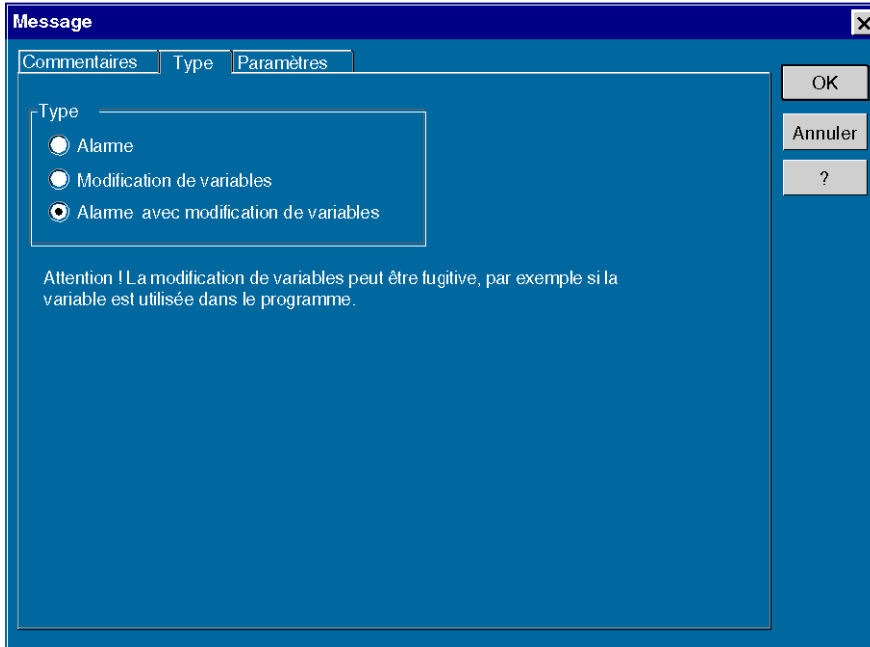 Message
Commentaires
Type
Paramètres
OK
Annuler
?
Type
Alarme
Modification de variables
Alarme avec modification de variables
Attention ! La modification de variables peut être fugitive, par exemple si la
variable est utilisée dans le programme.